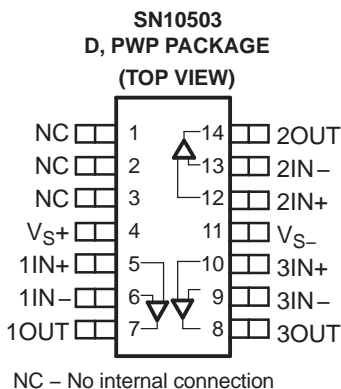 SN10503
D, PWP PACKAGE
(TOP VIEW)
NC 1 14 2OUT
NC 2 13 2IN−
NC 3 12 2IN+
VS+ 4 11 VS−
1IN+ 5 10 3IN+
1IN− 6 9 3IN−
1OUT 7 8 3OUT
NC – No internal connection